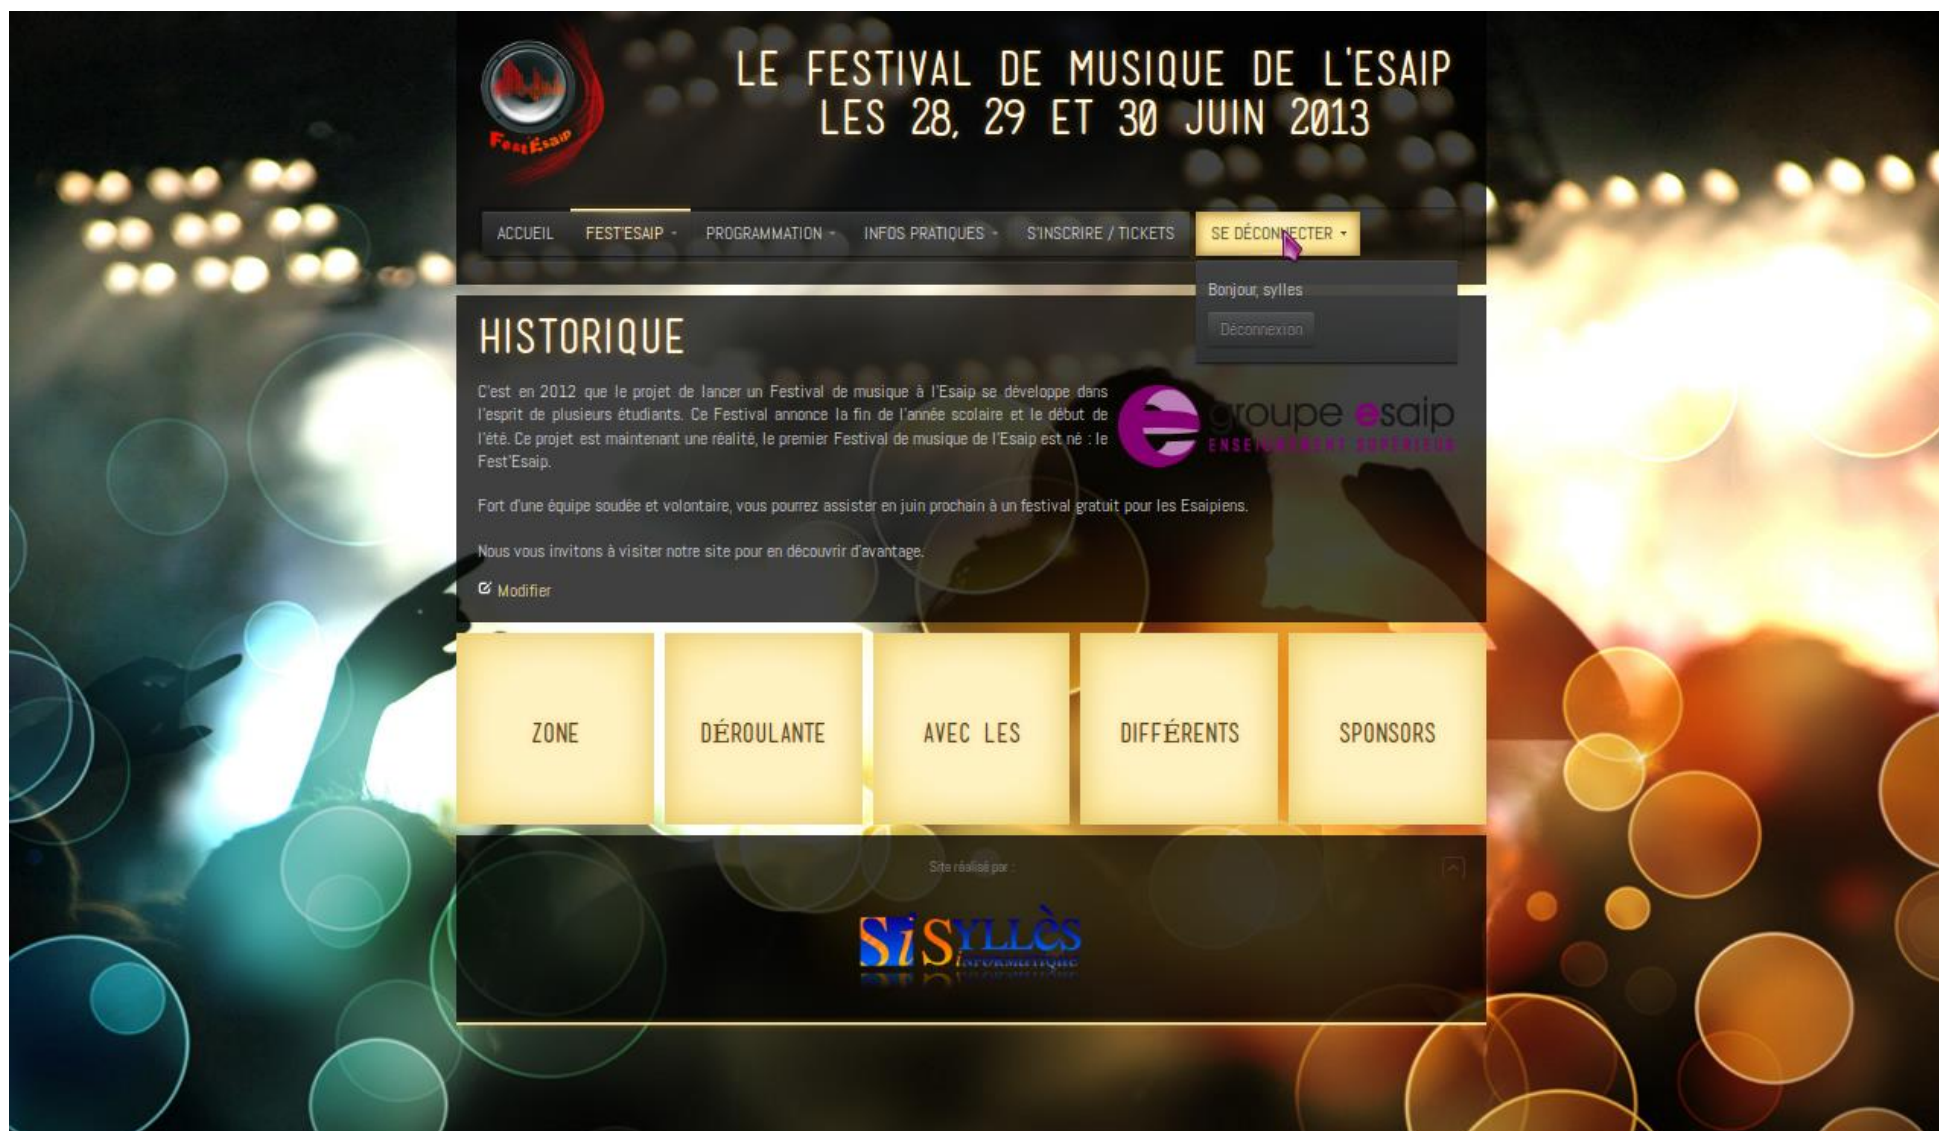 LE FESTIVAL DE MUSIQUE DE L'ESAIP
LES 28, 29 ET 30 JUIN 2013
Fest'Esaip
ACCUEIL FEST'ESAIP PROGRAMMATION INFOS PRATIQUES S'INSCRIRE / TICKETS SE DÉCONNECTER
Bonjour, sylles
Déconnexion
HISTORIQUE
C'est en 2012 que le projet de lancer un Festival de musique à l'Esaip se développe dans
l'esprit de plusieurs étudiants. Ce Festival annonce la fin de l'année scolaire et le début de
l'été. Ce projet est maintenant une réalité, le premier Festival de musique de l'Esaip est né : le
Fest'Esaip.
groupe esaip
ENSEIGNEMENT SUPÉRIEUR
Fort d'une équipe soudée et volontaire, vous pourrez assister en juin prochain à un festival gratuit pour les Esaipiens.
Nous vous invitons à visiter notre site pour en découvrir d'avantage.
Modifier
ZONE DÉROULANTE AVEC LES DIFFÉRENTS SPONSORS
Site réalisé par :
Si SYLLÈS
INFORMATIQUE